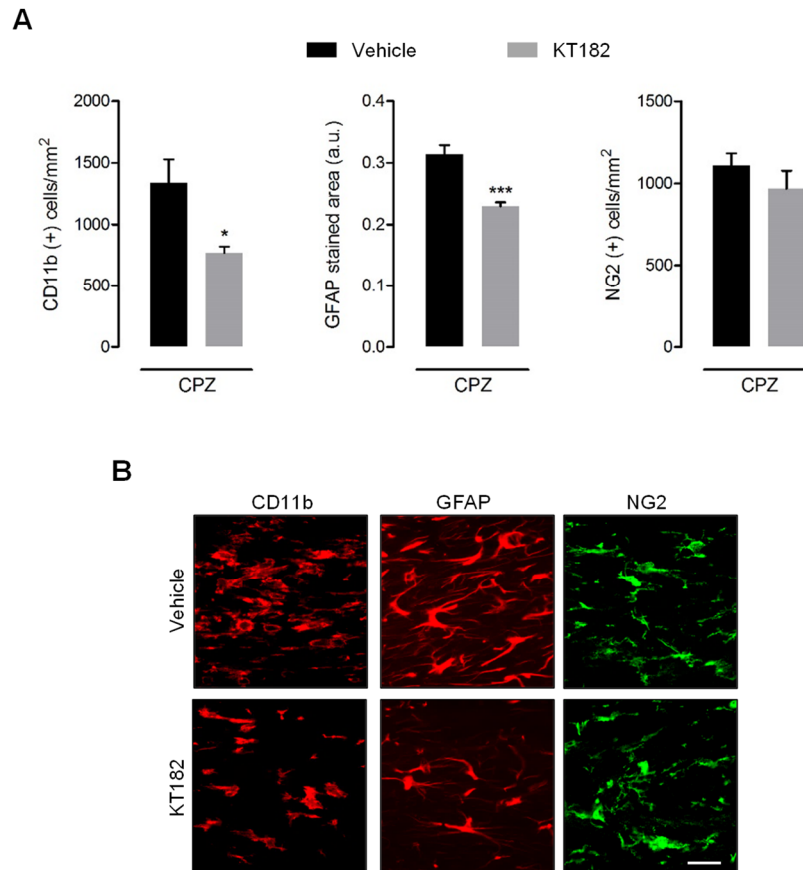 A
Vehicle KT182
CD11b (+) cells/mm²
2000
1500
1000
500
0
*
CPZ
GFAP stained area (a.u.)
0.4
0.3
0.2
0.1
0.0
***
CPZ
NG2 (+) cells/mm²
1500
1000
500
0
CPZ
B
CD11b GFAP NG2
Vehicle
KT182